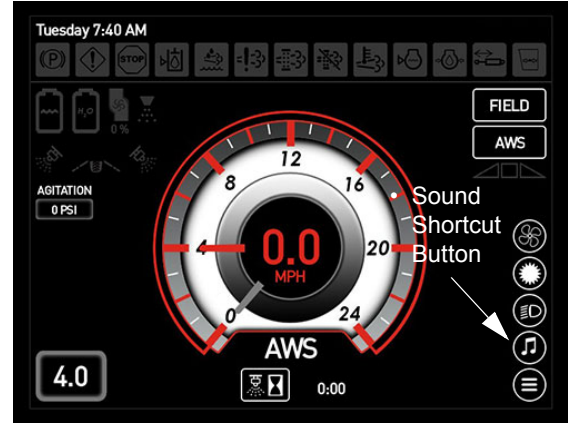 Tuesday 7:40 AM
(P)
STOP
H₂O
0 %
FIELD
AWS
AGITATION
0 PSI
0
4
8
12
16
20
24
0.0
MPH
Sound
Shortcut
Button
AWS
4.0
0:00